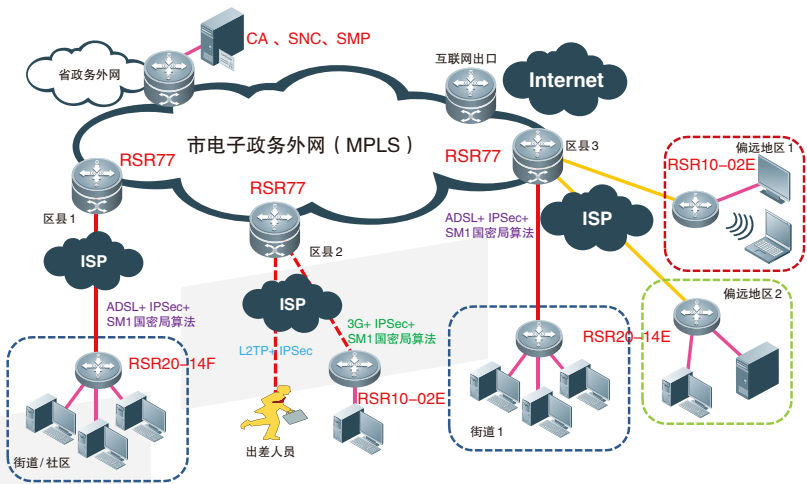 CA 、SNC、SMP
省政务外网
互联网出口
Internet
市电子政务外网（MPLS）
RSR77
RSR77
RSR77
区县3
偏远地区1
RSR10-02E
区县1
区县2
ADSL+ IPSec+
SM1国密局算法
ISP
ISP
ISP
偏远地区2
ADSL+ IPSec+
SM1国密局算法
3G+ IPSec+
SM1国密局算法
L2TP+ IPSec
RSR20-14F
RSR20-14E
RSR10-02E
出差人员
街道1
街道/社区